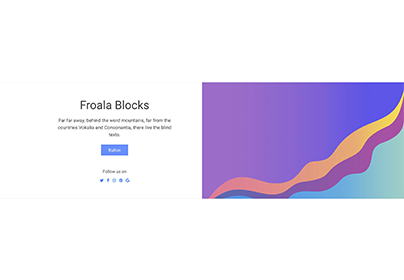 Froala Blocks
Far far away, behind the word mountains, far from the
countries Vokalia and Consonantia, there live the blind
texts.
Button
Follow us on